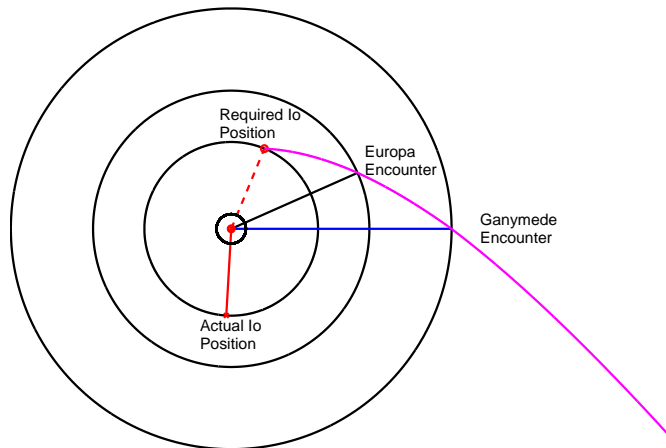 Required Io
Position
Europa
Encounter
Ganymede
Encounter
Actual Io
Position